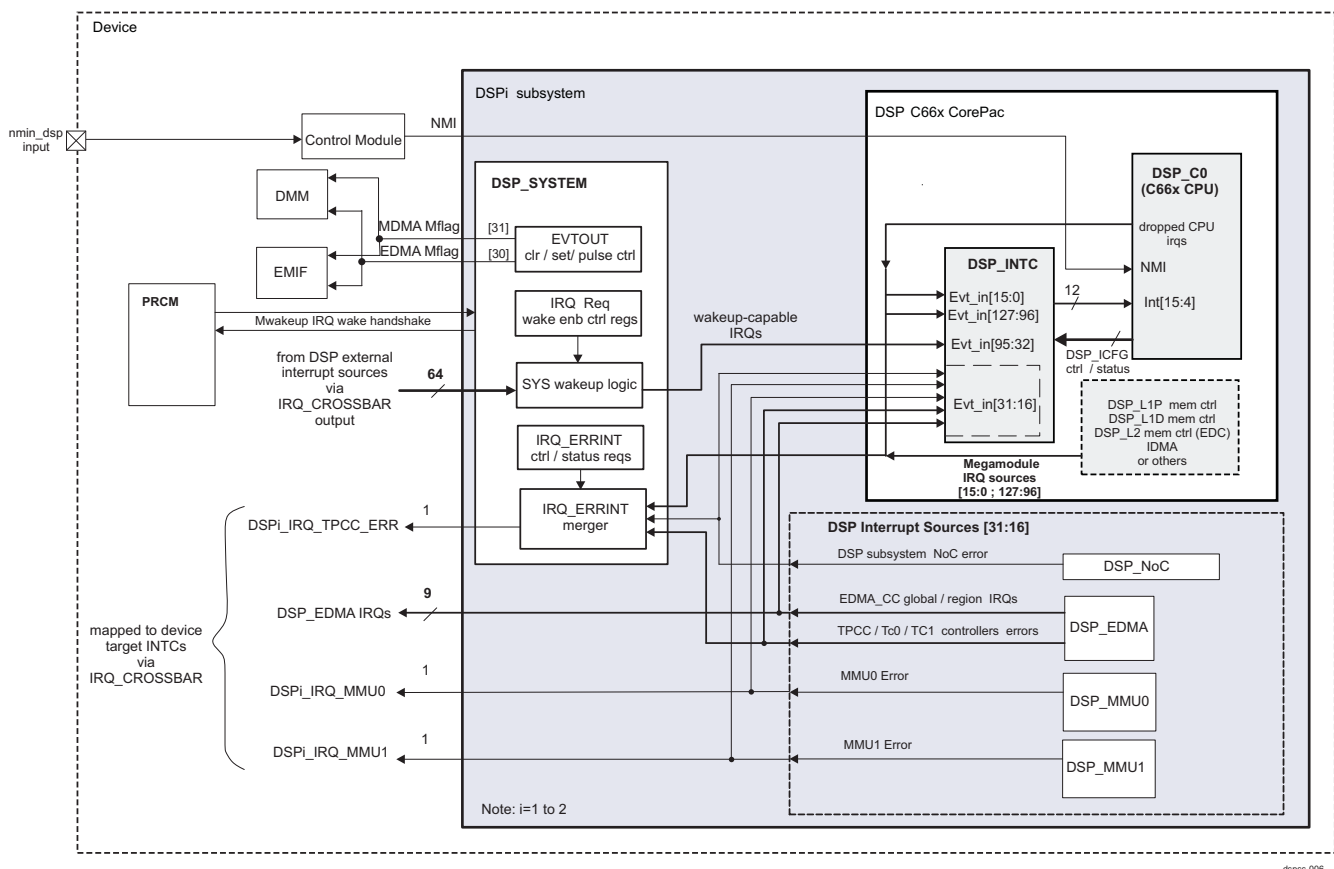 Device
DSPi subsystem
DSP C66x CorePac
nmin_dsp
input
Control Module
NMI
DSP_SYSTEM
DSP_C0
(C66x CPU)
dropped CPU
irqs
NMI
Int[15:4]
DMM
EMIF
MDMA Mflag
EDMA Mflag
[31]
[30]
EVTOUT
clr / set/ pulse ctrl
DSP_INTC
Evt_in[15:0]
Evt_in[127:96]
Evt_in[95:32]
Evt_in[31:16]
12
DSP_ICFG
ctrl / status
PRCM
Mwakeup IRQ wake handshake
IRQ Req
wake enb ctrl regs
wakeup-capable
IRQs
from DSP external
interrupt sources
via
IRQ_CROSSBAR
output
64
SYS wakeup logic
DSP_L1P mem ctrl
DSP_L1D mem ctrl
DSP_L2 mem ctrl (EDC)
IDMA
or others
IRQ_ERRINT
ctrl / status reqs
Megamodule
IRQ sources
[15:0 ; 127:96]
IRQ_ERRINT
merger
DSPi_IRQ_TPCC_ERR
1
DSP Interrupt Sources [31:16]
DSP subsystem NoC error
DSP_NoC
DSP_EDMA IRQs
9
EDMA_CC global / region IRQs
TPCC / Tc0 / TC1 controllers errors
DSP_EDMA
mapped to device
target INTCs
via
IRQ_CROSSBAR
DSPi_IRQ_MMU0
1
MMU0 Error
DSP_MMU0
DSPi_IRQ_MMU1
1
MMU1 Error
DSP_MMU1
Note: i=1 to 2
dspss-006